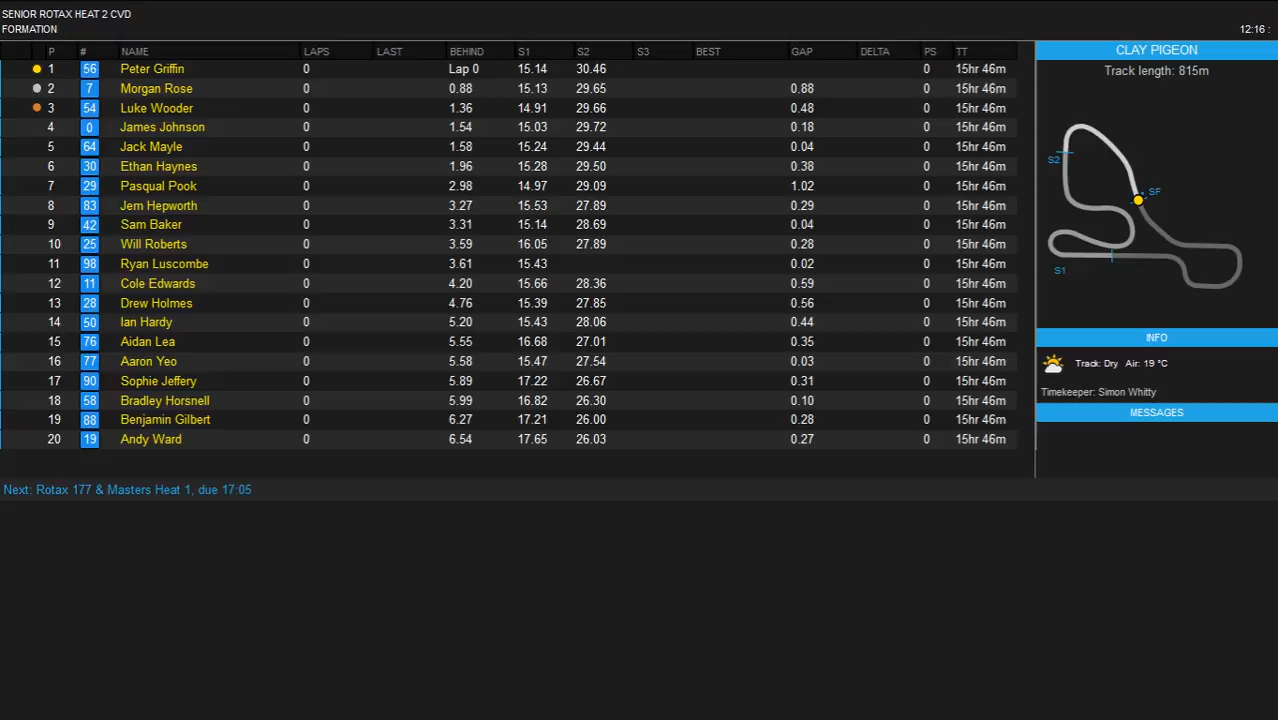 SENIOR ROTAX HEAT 2 CVD
FORMATION
12:16 :
P # NAME LAPS LAST BEHIND S1 S2 S3 BEST GAP DELTA PS TT
1 56 Peter Griffin 0 Lap 0 15.14 30.46 0 15hr 46m
2 7 Morgan Rose 0 0.88 15.13 29.65 0.88 0 15hr 46m
3 54 Luke Wooder 0 1.36 14.91 29.66 0.48 0 15hr 46m
4 0 James Johnson 0 1.54 15.03 29.72 0.18 0 15hr 46m
5 64 Jack Mayle 0 1.58 15.24 29.44 0.04 0 15hr 46m
6 30 Ethan Haynes 0 1.96 15.28 29.50 0.38 0 15hr 46m
7 29 Pasqual Pook 0 2.98 14.97 29.09 1.02 0 15hr 46m
8 83 Jem Hepworth 0 3.27 15.53 27.89 0.29 0 15hr 46m
9 42 Sam Baker 0 3.31 15.14 28.69 0.04 0 15hr 46m
10 25 Will Roberts 0 3.59 16.05 27.89 0.28 0 15hr 46m
11 98 Ryan Luscombe 0 3.61 15.43 0.02 0 15hr 46m
12 11 Cole Edwards 0 4.20 15.66 28.36 0.59 0 15hr 46m
13 28 Drew Holmes 0 4.76 15.39 27.85 0.56 0 15hr 46m
14 50 Ian Hardy 0 5.20 15.43 28.06 0.44 0 15hr 46m
15 76 Aidan Lea 0 5.55 16.68 27.01 0.35 0 15hr 46m
16 77 Aaron Yeo 0 5.58 15.47 27.54 0.03 0 15hr 46m
17 90 Sophie Jeffery 0 5.89 17.22 26.67 0.31 0 15hr 46m
18 58 Bradley Horsnell 0 5.99 16.82 26.30 0.10 0 15hr 46m
19 88 Benjamin Gilbert 0 6.27 17.21 26.00 0.28 0 15hr 46m
20 19 Andy Ward 0 6.54 17.65 26.03 0.27 0 15hr 46m
Next: Rotax 177 & Masters Heat 1, due 17:05
CLAY PIGEON
Track length: 815m
S2
SF
S1
INFO
Track: Dry Air: 19 °C
Timekeeper: Simon Whitty
MESSAGES